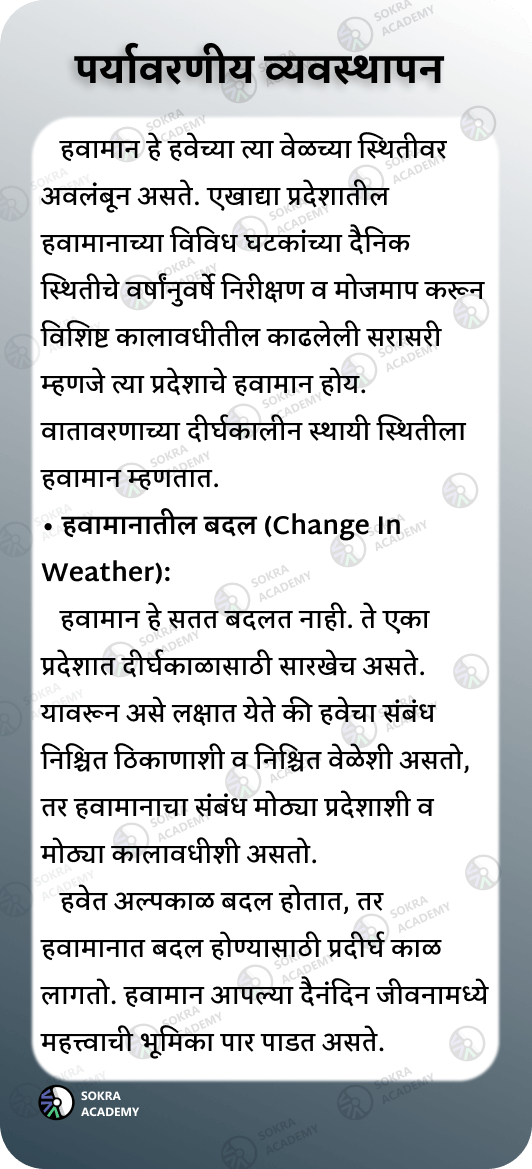 पर्यावरणीय व्यवस्थापन
हवामान हे हवेच्या त्या वेळच्या स्थितीवर
अवलंबून असते. एखाद्या प्रदेशातील
हवामानाच्या विविध घटकांच्या दैनिक
स्थितीचे वर्षांनुवर्षे निरीक्षण व मोजमाप करून
विशिष्ट कालावधीतील काढलेली सरासरी
म्हणजे त्या प्रदेशाचे हवामान होय.
वातावरणाच्या दीर्घकालीन स्थायी स्थितीला
हवामान म्हणतात.
• हवामानातील बदल (Change In
Weather):
हवामान हे सतत बदलत नाही. ते एका
प्रदेशात दीर्घकाळासाठी सारखेच असते.
यावरून असे लक्षात येते की हवेचा संबंध
निश्चित ठिकाणाशी व निश्चित वेळेशी असतो,
तर हवामानाचा संबंध मोठ्या प्रदेशाशी व
मोठ्या कालावधीशी असतो.
हवेत अल्पकाळ बदल होतात, तर
हवामानात बदल होण्यासाठी प्रदीर्घ काळ
लागतो. हवामान आपल्या दैनंदिन जीवनामध्ये
महत्त्वाची भूमिका पार पाडत असते.
SOKRA
ACADEMY